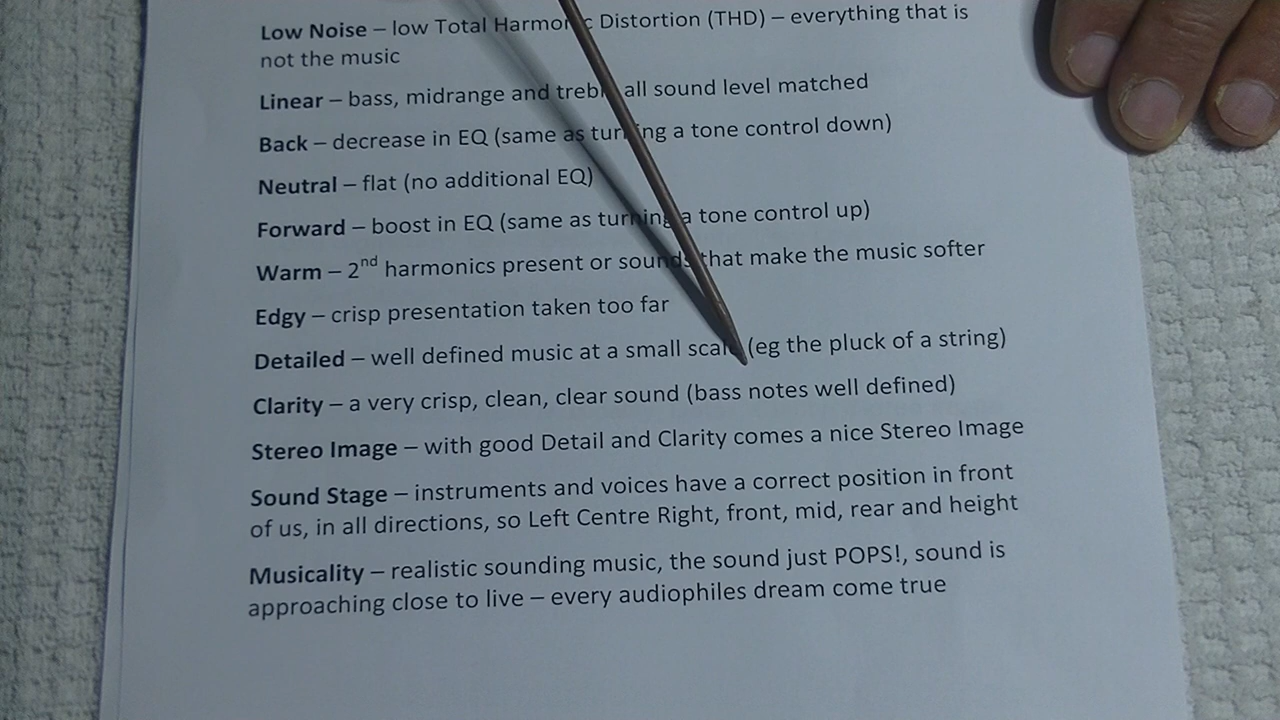 Low Noise – low Total Harmonic Distortion (THD) – everything that is
not the music
Linear – bass, midrange and treble all sound level matched
Back – decrease in EQ (same as turning a tone control down)
Neutral – flat (no additional EQ)
Forward – boost in EQ (same as turning a tone control up)
Warm – 2nd harmonics present or sounds that make the music softer
Edgy – crisp presentation taken too far
Detailed – well defined music at a small scale (eg the pluck of a string)
Clarity – a very crisp, clean, clear sound (bass notes well defined)
Stereo Image – with good Detail and Clarity comes a nice Stereo Image
Sound Stage – instruments and voices have a correct position in front
of us, in all directions, so Left Centre Right, front, mid, rear and height
Musicality – realistic sounding music, the sound just POPS!, sound is
approaching close to live – every audiophiles dream come true